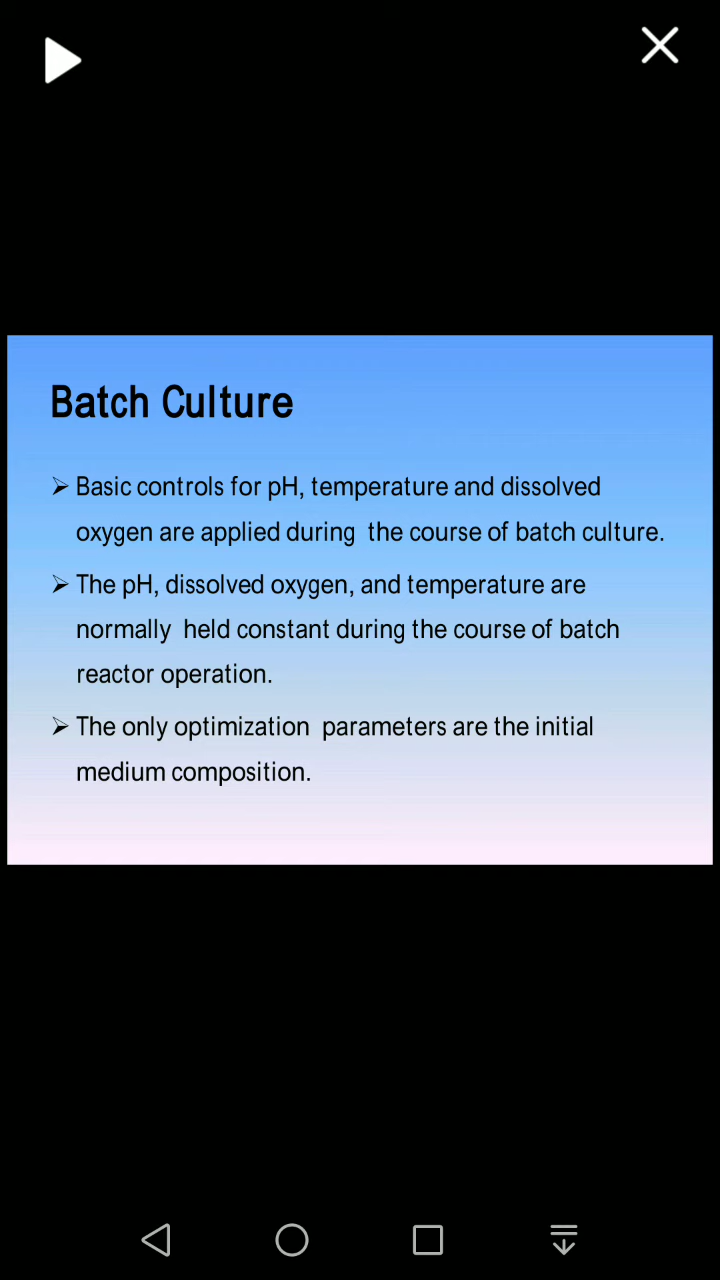 Batch Culture
➢ Basic controls for pH, temperature and dissolved
oxygen are applied during the course of batch culture.
➢ The pH, dissolved oxygen, and temperature are
normally held constant during the course of batch
reactor operation.
➢ The only optimization parameters are the initial
medium composition.